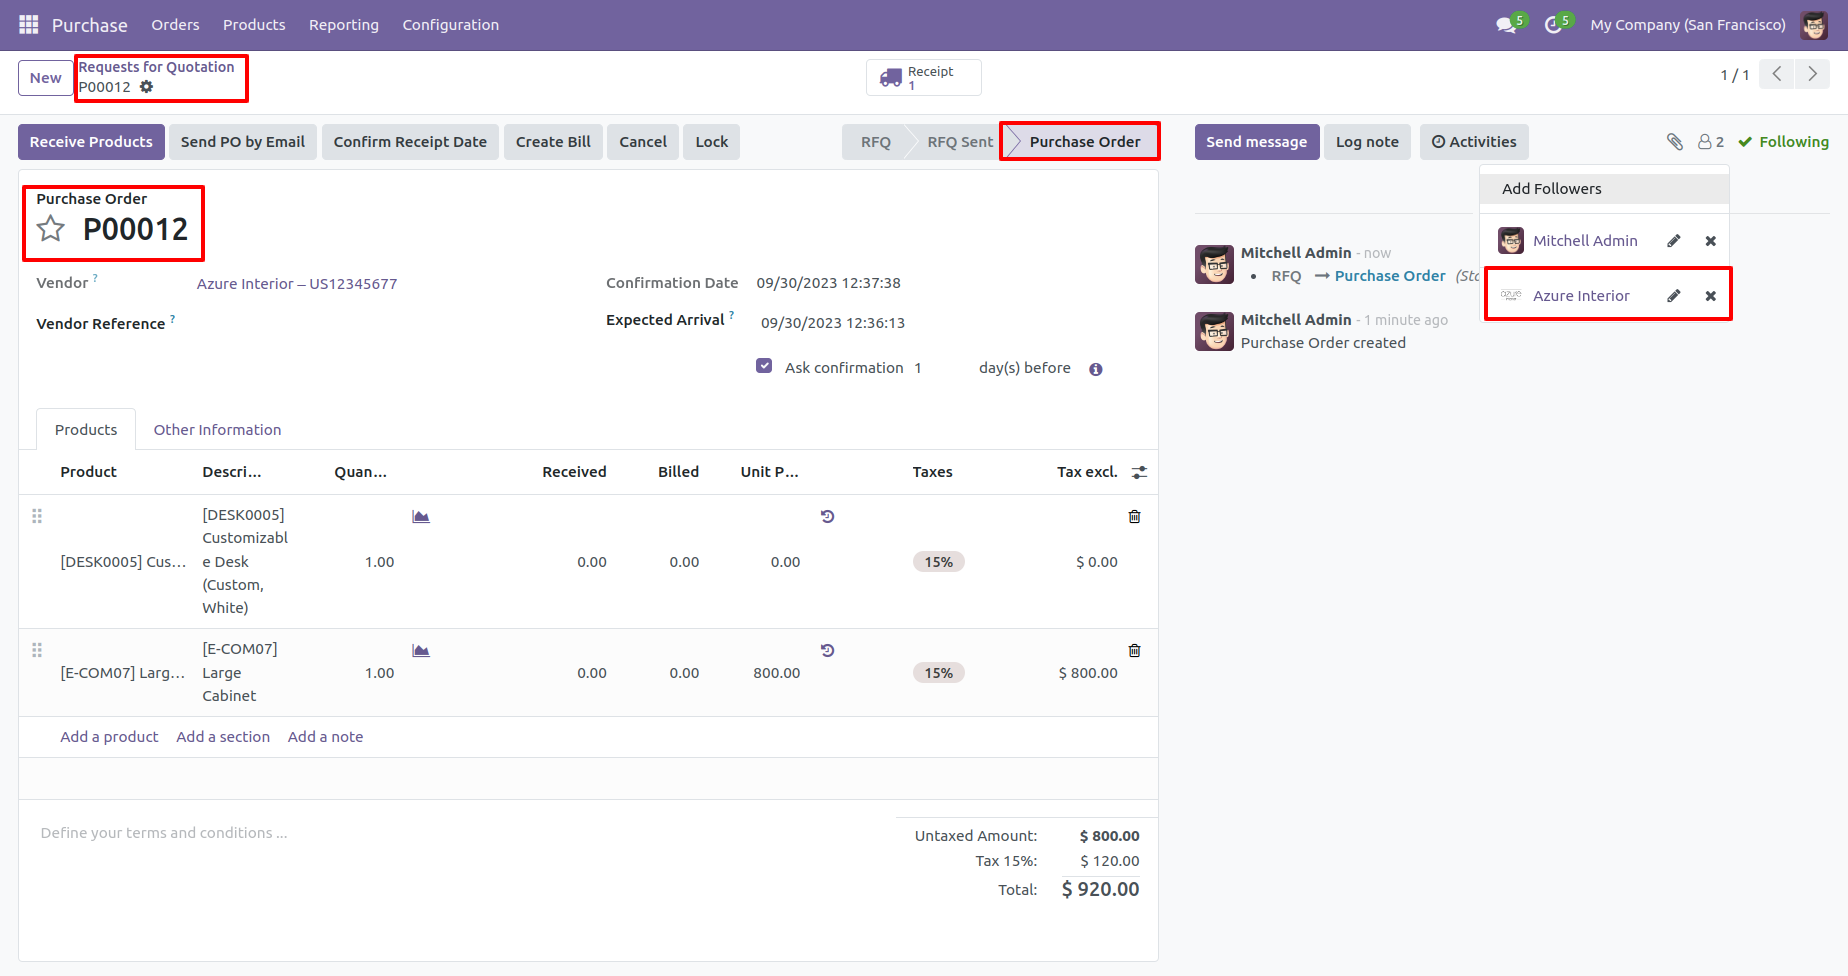 Purchase Orders Products Reporting Configuration 5 5 My Company (San Francisco)
New Requests for Quotation
P00012
Receipt
1
1 / 1
Receive Products Send PO by Email Confirm Receipt Date Create Bill Cancel Lock RFQ RFQ Sent Purchase Order
Send message Log note Activities 2 Following
Purchase Order
P00012
Vendor ? Azure Interior – US12345677
Vendor Reference ?
Confirmation Date 09/30/2023 12:37:38
Expected Arrival ? 09/30/2023 12:36:13
Ask confirmation 1 day(s) before
Products Other Information
Product Descri... Quan... Received Billed Unit P... Taxes Tax excl.
[DESK0005] Cus... [DESK0005]
Customizabl
e Desk
(Custom,
White)
1.00 0.00 0.00 0.00 15% $ 0.00
[E-COM07] Larg... [E-COM07]
Large
Cabinet
1.00 0.00 0.00 800.00 15% $ 800.00
Add a product Add a section Add a note
Define your terms and conditions ...
Untaxed Amount: $ 800.00
Tax 15%: $ 120.00
Total: $ 920.00
Add Followers
Mitchell Admin
Azure Interior
Mitchell Admin - now
• RFQ → Purchase Order
Mitchell Admin - 1 minute ago
Purchase Order created